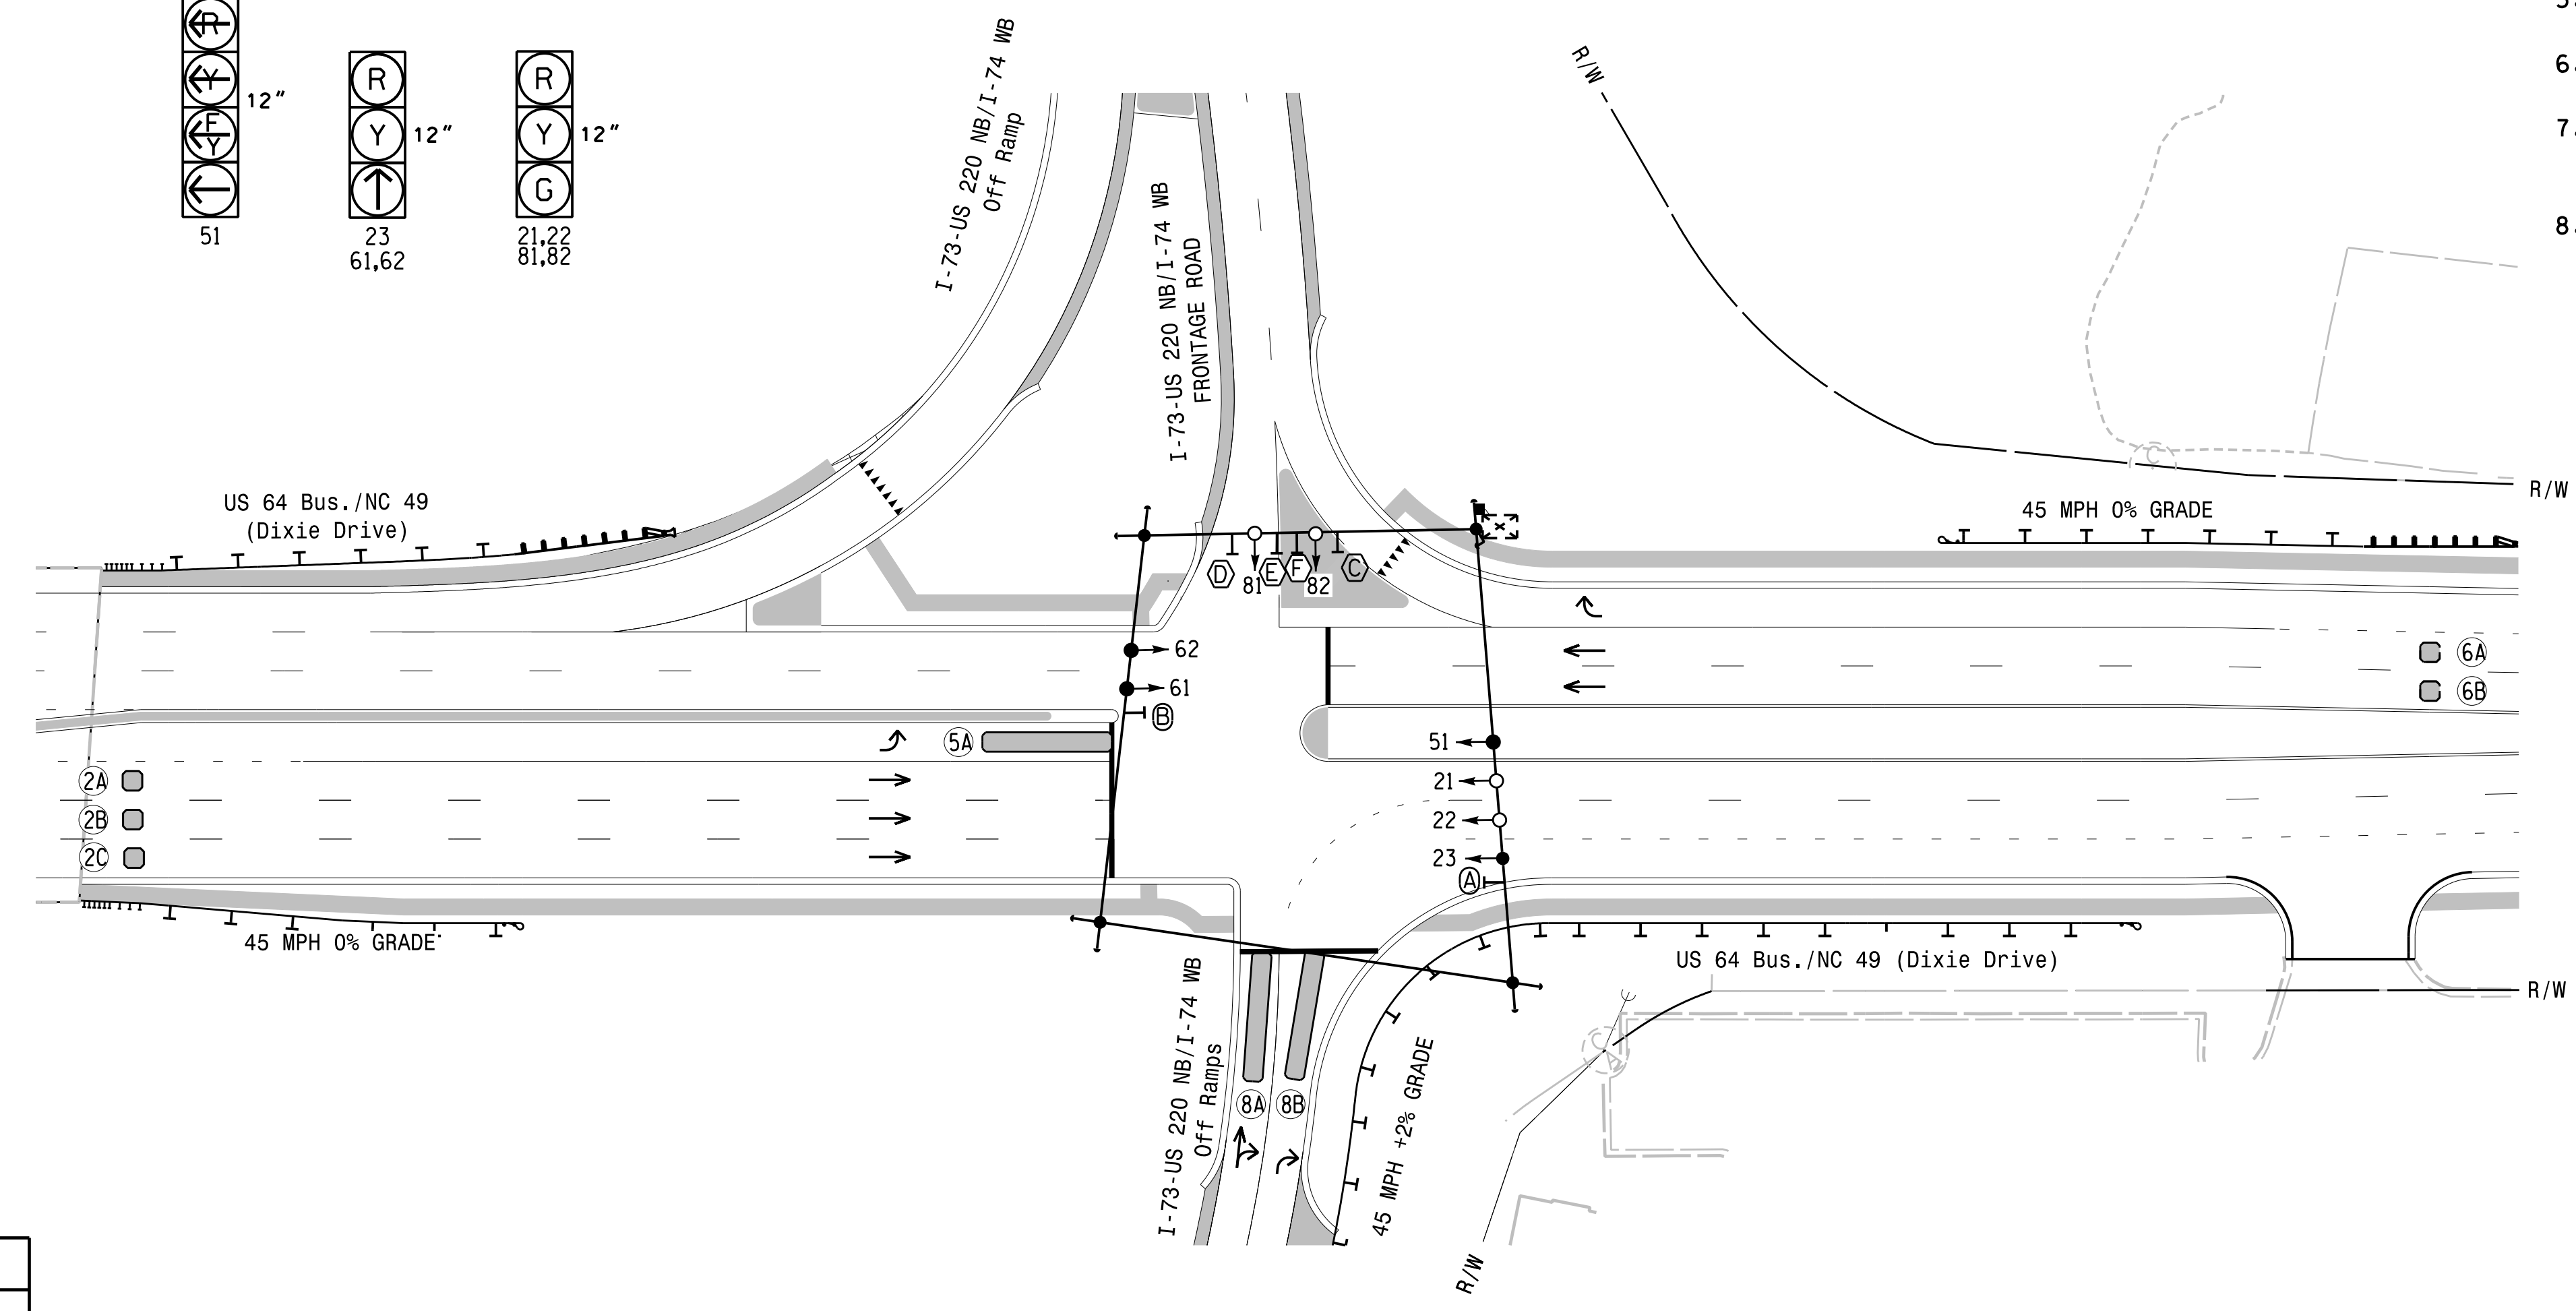 R
Y
F
Y
12"
51
R
Y
12"
23
61,62
R
Y
G
12"
21,22
81,82
5.
6.
7.
8.
I-73-US 220 NB/I-74 WB
Off Ramp
I-73-US 220 NB/I-74 WB
FRONTAGE ROAD
R/W
C
R/W
US 64 Bus./NC 49
(Dixie Drive)
45 MPH 0% GRADE
X
D
81
E
F
82
C
62
61
B
6A
6B
5A
51
2A
21
2B
22
2C
23
A
45 MPH 0% GRADE
US 64 Bus./NC 49 (Dixie Drive)
R/W
I-73-US 220 NB/I-74 WB
Off Ramps
8A
8B
45 MPH +2% GRADE
C
A
R/W